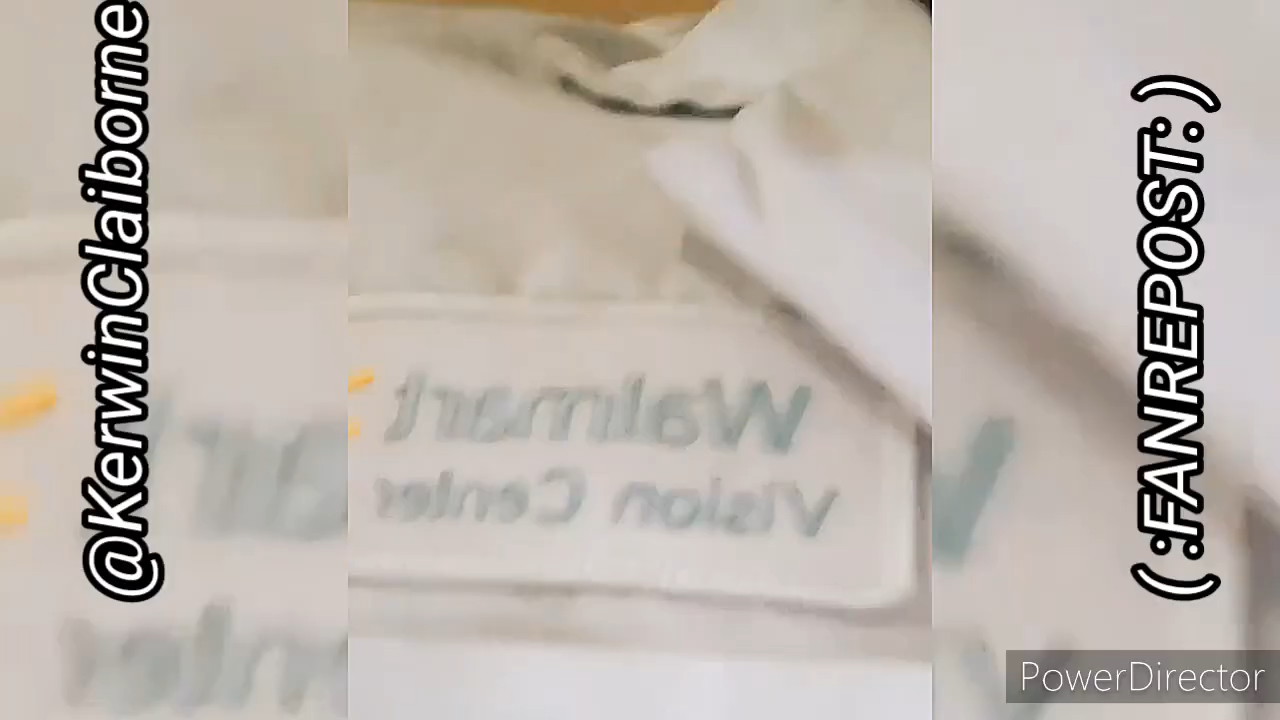 @KerwinClaiborne
Walmart
Vision Center
( :FANREPOST: )
PowerDirector